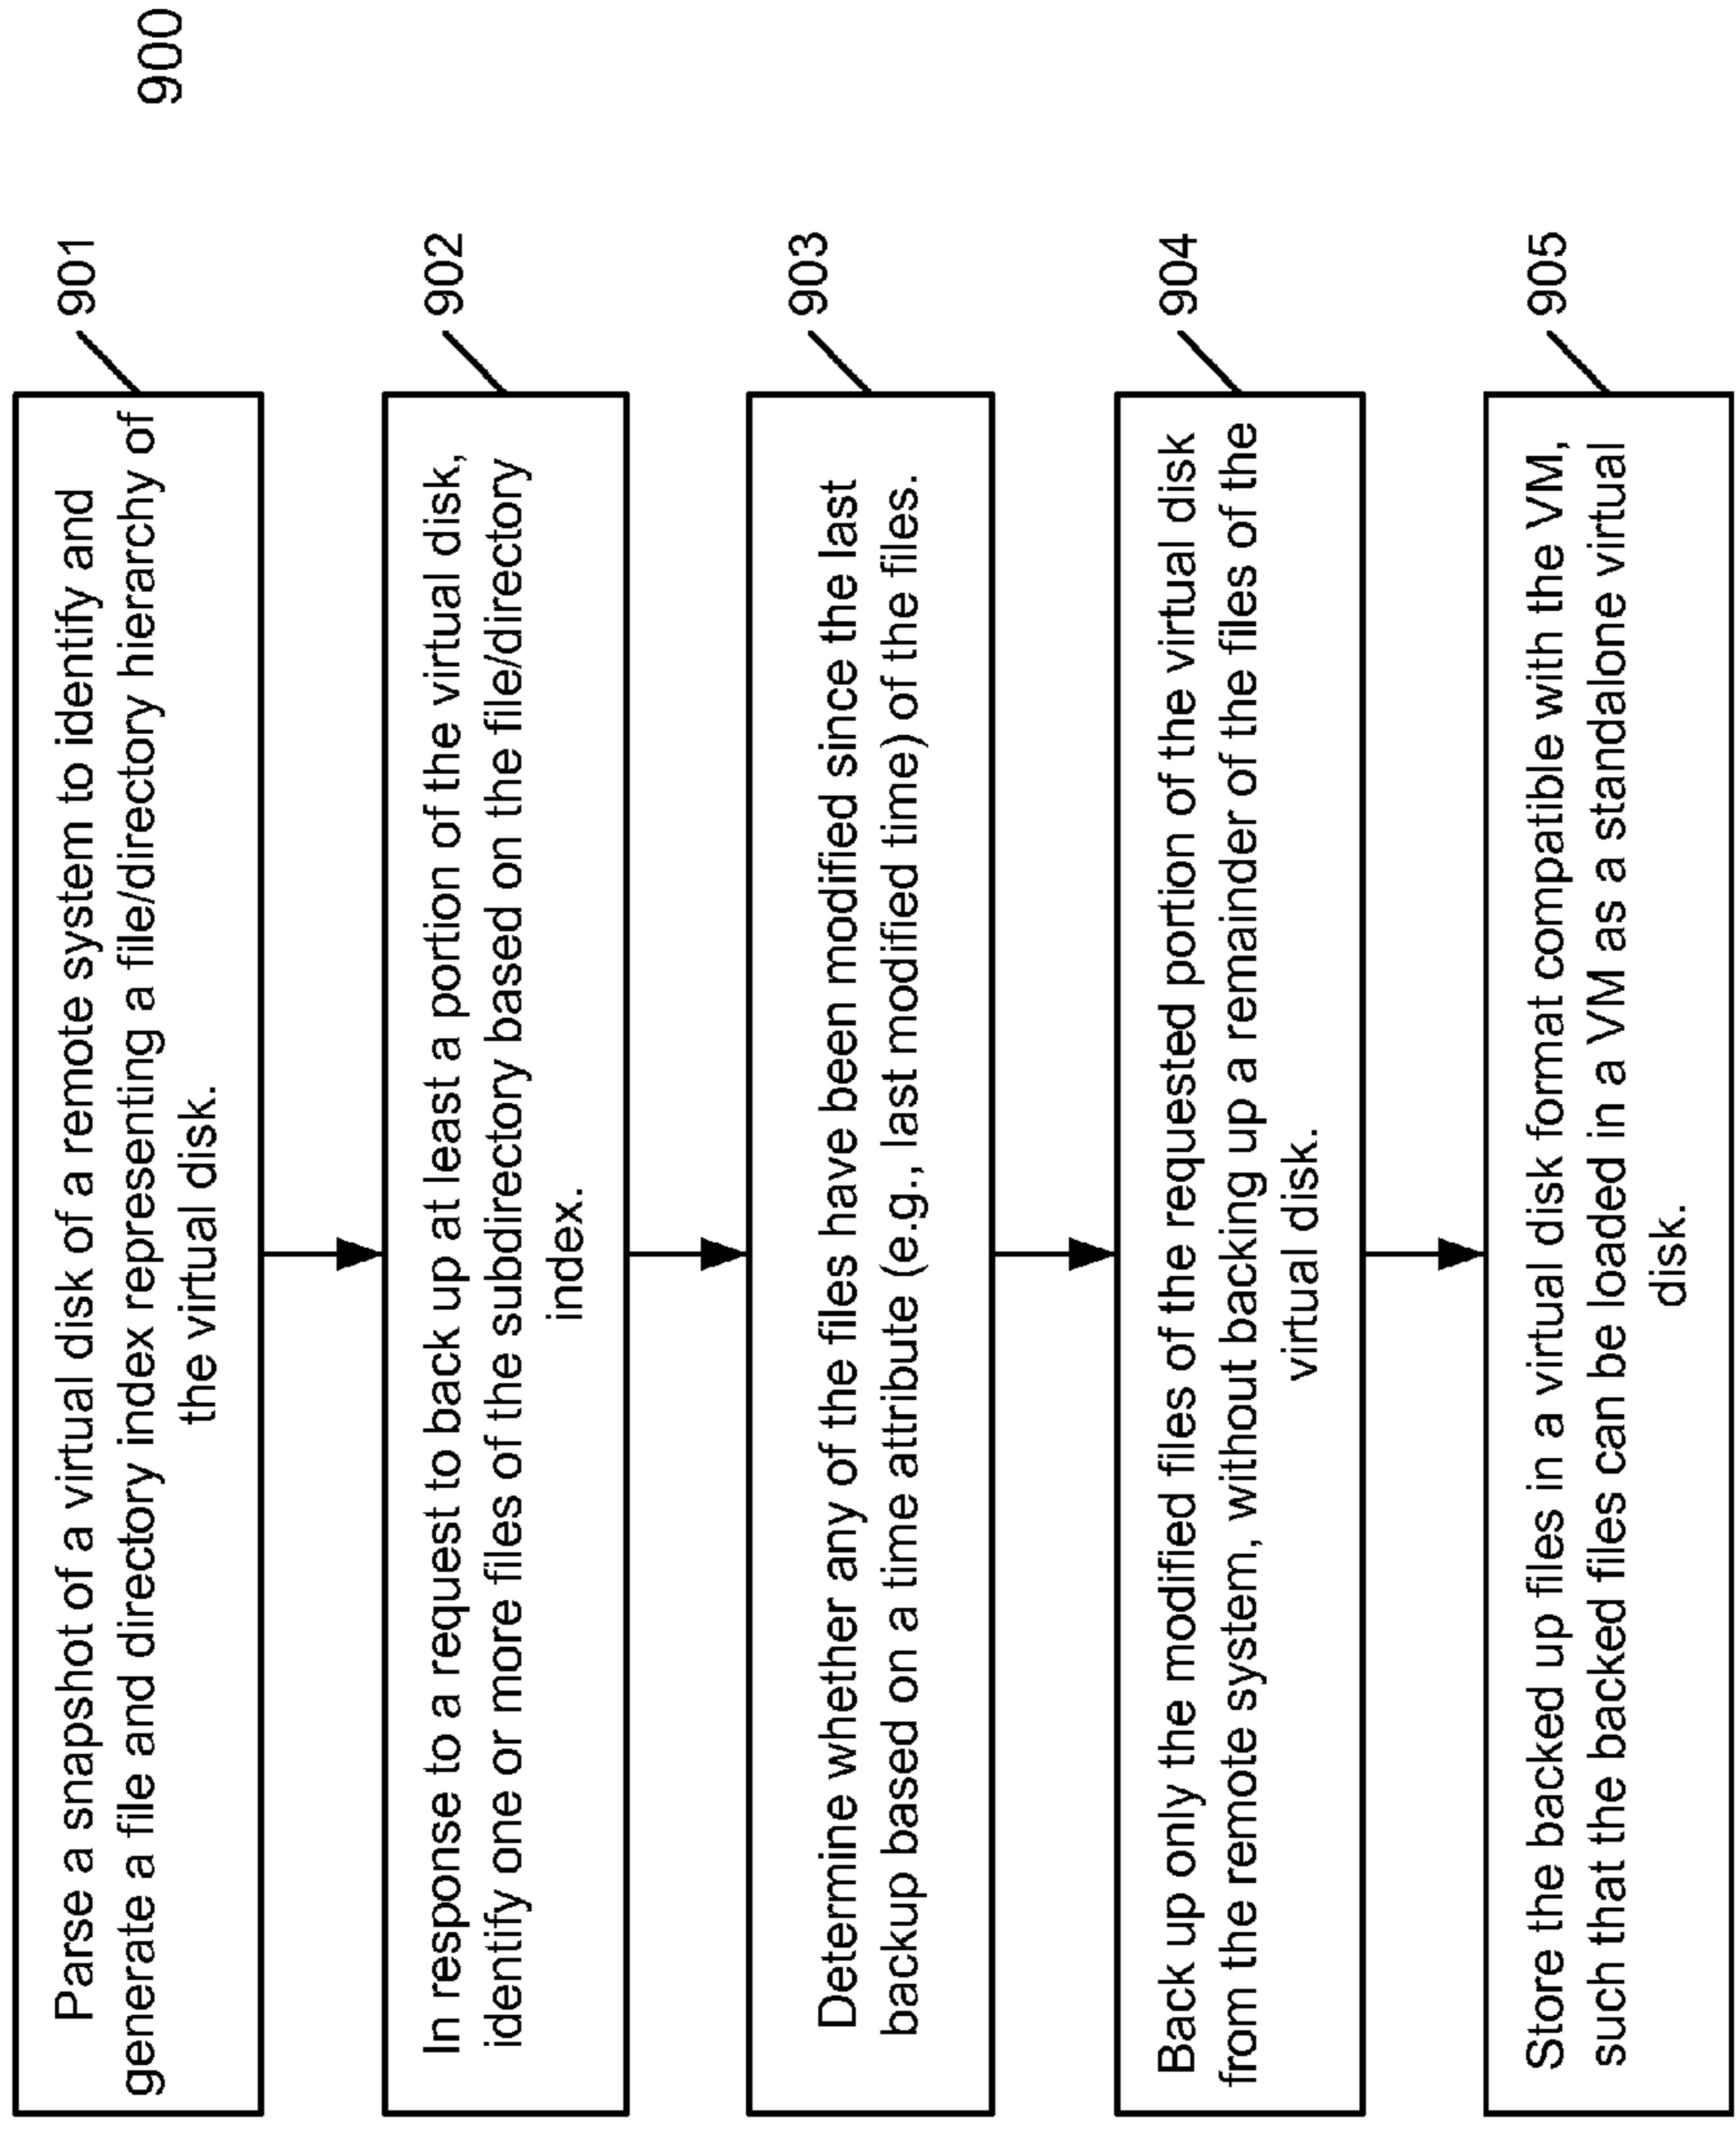 900
901
Parse a snapshot of a virtual disk of a remote system to identify and
generate a file and directory index representing a file/directory hierarchy of
the virtual disk.
902
In response to a request to back up at least a portion of the virtual disk,
identify one or more files of the subdirectory based on the file/directory
index.
903
Determine whether any of the files have been modified since the last
backup based on a time attribute (e.g., last modified time) of the files.
904
Back up only the modified files of the requested portion of the virtual disk
from the remote system, without backing up a remainder of the files of the
virtual disk.
905
Store the backed up files in a virtual disk format compatible with the VM,
such that the backed files can be loaded in a VM as a standalone virtual
disk.